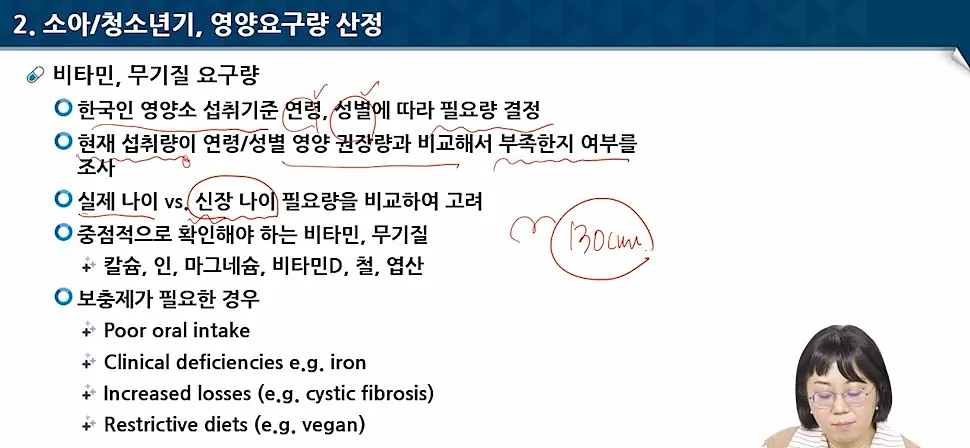 2. 소아/청소년기, 영양요구량 산정
비타민, 무기질 요구량
한국인 영양소 섭취기준 연령, 성별에 따라 필요량 결정
현재 섭취량이 연령/성별 영양 권장량과 비교해서 부족한지 여부를
조사
실제 나이 vs. 신장 나이 필요량을 비교하여 고려
130cm.
중점적으로 확인해야 하는 비타민, 무기질
칼슘, 인, 마그네슘, 비타민D, 철, 엽산
보충제가 필요한 경우
Poor oral intake
Clinical deficiencies e.g. iron
Increased losses (e.g. cystic fibrosis)
Restrictive diets (e.g. vegan)